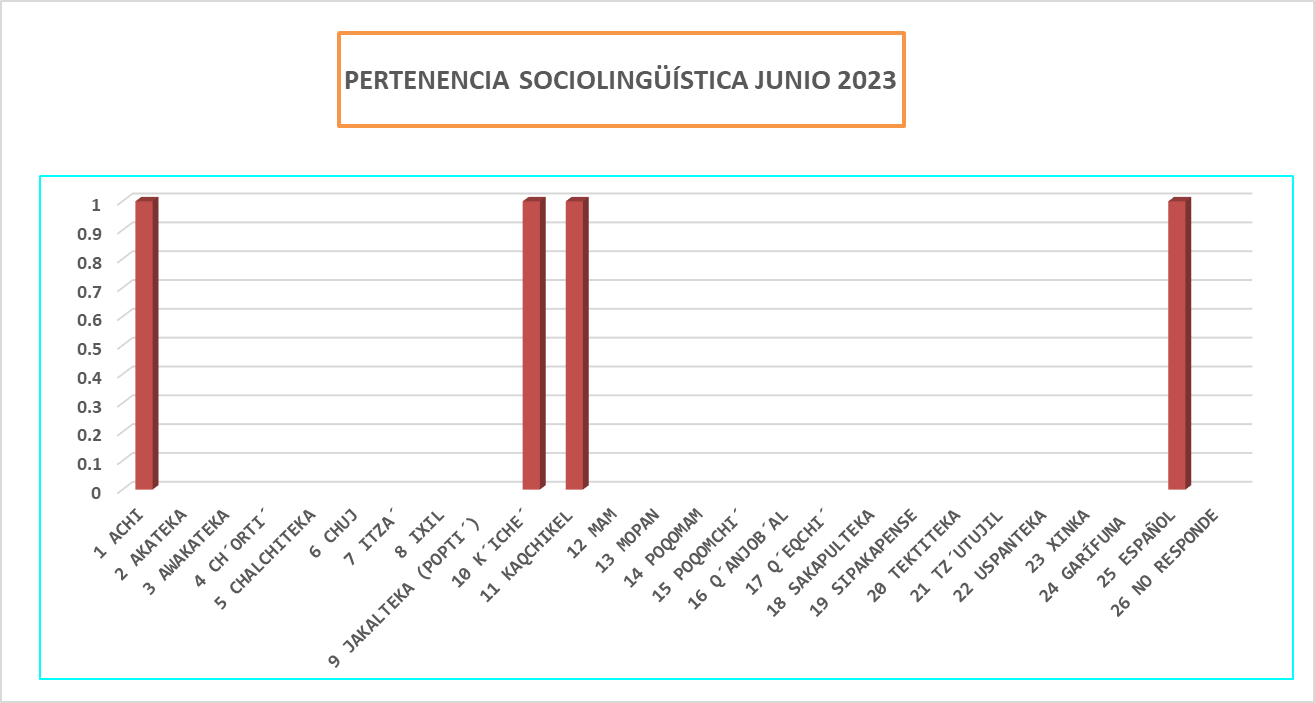 PERTENENCIA SOCIOLINGÜÍSTICA JUNIO 2023
1
0.9
0.8
0.7
0.6
0.5
0.4
0.3
0.2
0.1
0
1 ACHI
2 AKATEKA
3 AWAKATEKA
4 CH´ORTI´
5 CHALCHITEKA
6 CHUJ
7 ITZA´
8 IXIL
9 JAKALTEKA (POPTI´)
10 K´ICHE´
11 KAQCHIKEL
12 MAM
13 MOPAN
14 POQOMAM
15 POQOMCHI´
16 Q´ANJOB´AL
17 Q´EQCHI´
18 SAKAPULTEKA
19 SIPAKAPENSE
20 TEKTITEKA
21 TZ´UTUJIL
22 USPANTEKA
23 XINKA
24 GARÍFUNA
25 ESPAÑOL
26 NO RESPONDE